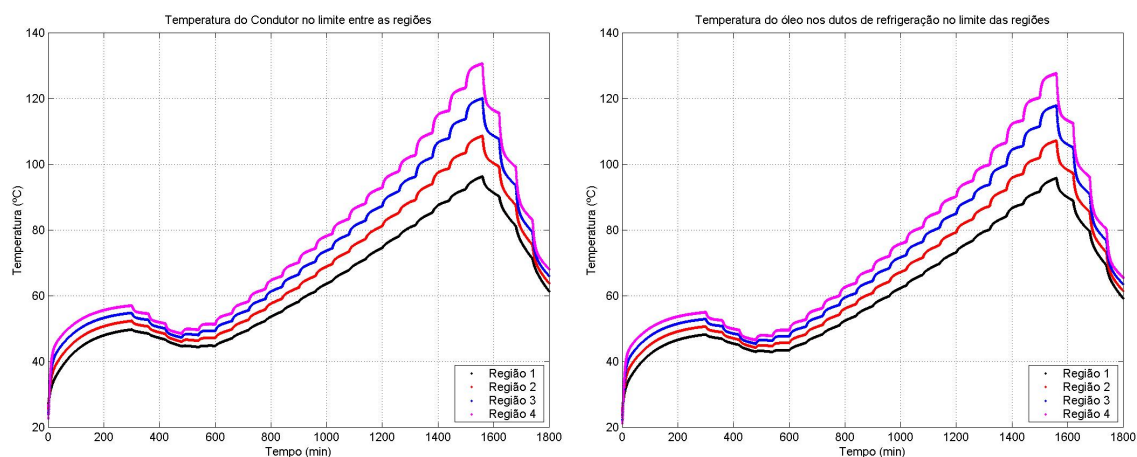 Temperatura do Condutor no limite entre as regiões
140
120
100
80
60
40
20
Temperatura (ºC)
0 200 400 600 800 1000 1200 1400 1600 1800
Tempo (min)
Região 1
Região 2
Região 3
Região 4
Temperatura do óleo nos dutos de refrigeração no limite das regiões
140
120
100
80
60
40
20
Temperatura (ºC)
0 200 400 600 800 1000 1200 1400 1600 1800
Tempo (min)
Região 1
Região 2
Região 3
Região 4